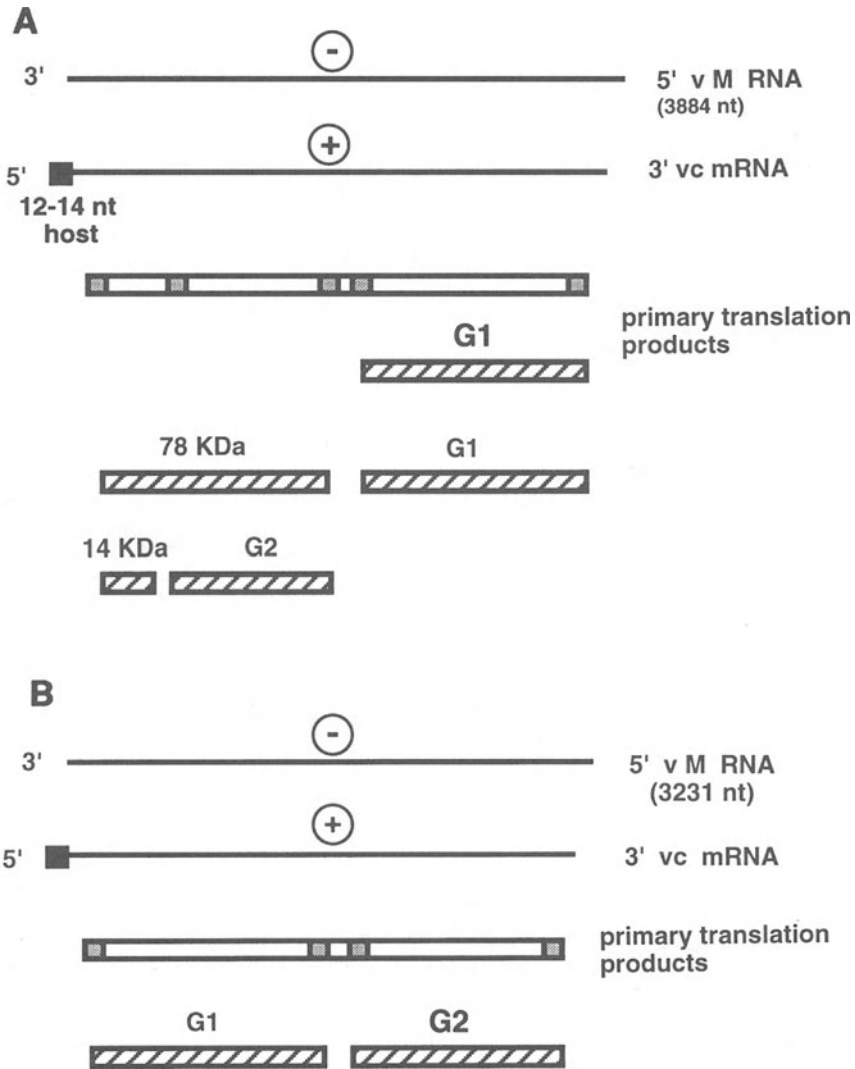 A
-
3' 5' v M RNA
(3884 nt)
+
5' 3' vc mRNA
12-14 nt
host
primary translation
products
G1
78 KDa G1
14 KDa G2
B
-
3' 5' v M RNA
(3231 nt)
+
5' 3' vc mRNA
primary translation
products
G1 G2